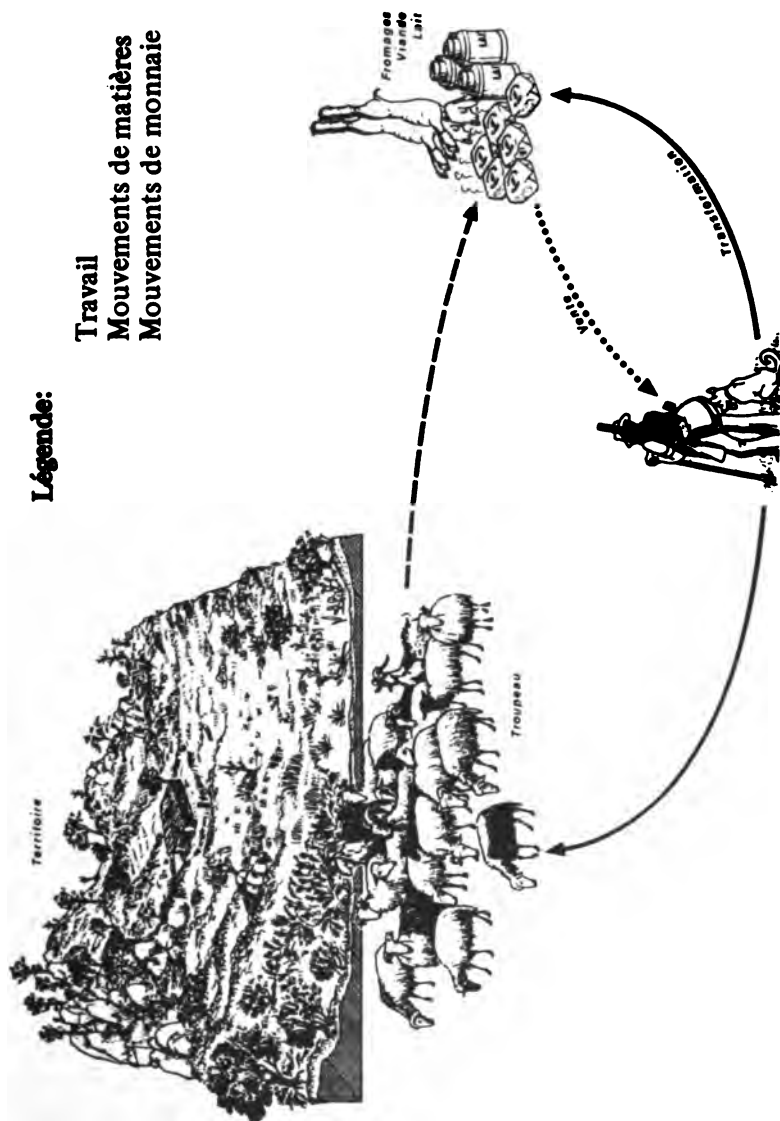 Légende:
Travail
Mouvements de matières
Mouvements de monnaie
Territoire
Troupeau
Fromages
Viande
Lait
Vente
Transformation